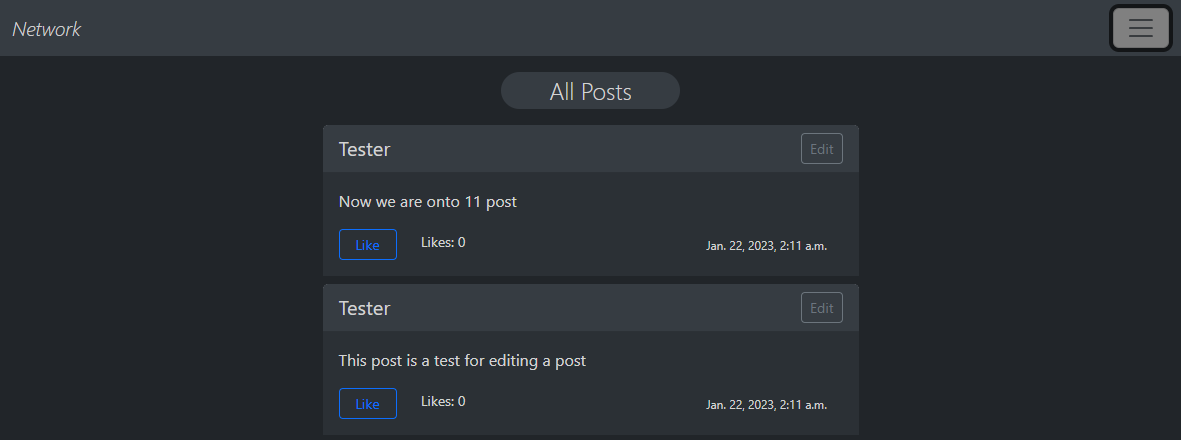 Network
All Posts
Tester Edit
Now we are onto 11 post
Like Likes: 0 Jan. 22, 2023, 2:11 a.m.
Tester Edit
This post is a test for editing a post
Like Likes: 0 Jan. 22, 2023, 2:11 a.m.